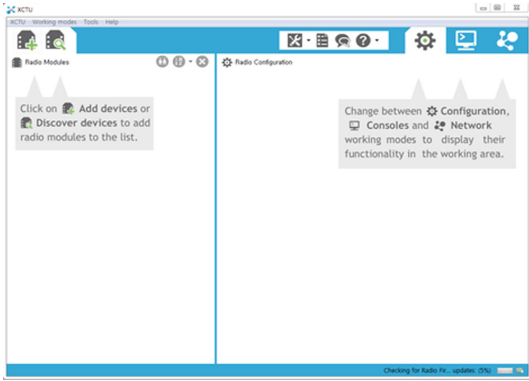 XCTU
XCTU Working modes Tools Help
Radio Modules
Radio Configuration
Click on Add devices or
Discover devices to add
radio modules to the list.
Change between Configuration,
Consoles and Network
working modes to display their
functionality in the working area.
Checking for Radio Fir... updates: (5%)